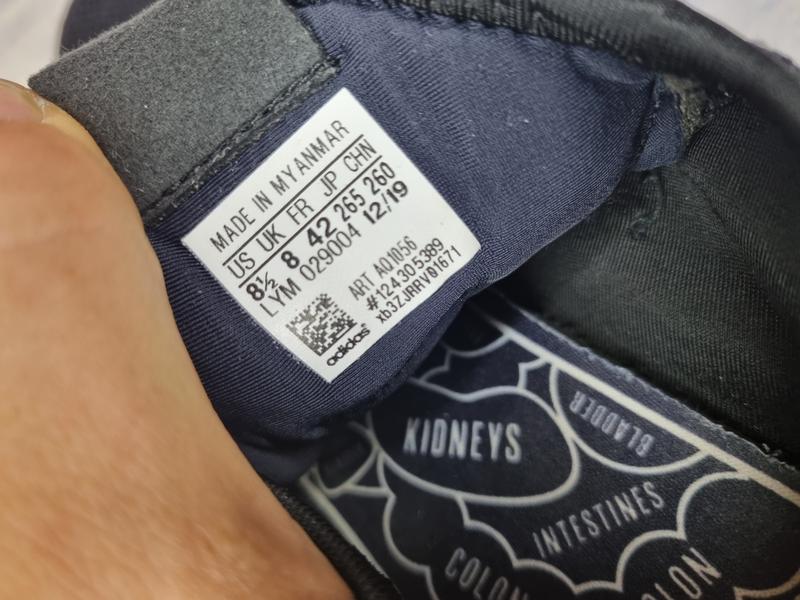 MADE IN MYANMAR
US UK FR JP CHN
8½ 8 42 265 260
LYM 029004 12/19
ART AQ1056
#124305389
xb3ZJRRV01671
adidas
KIDNEYS
BLADDER
INTESTINES
COLON
OLON